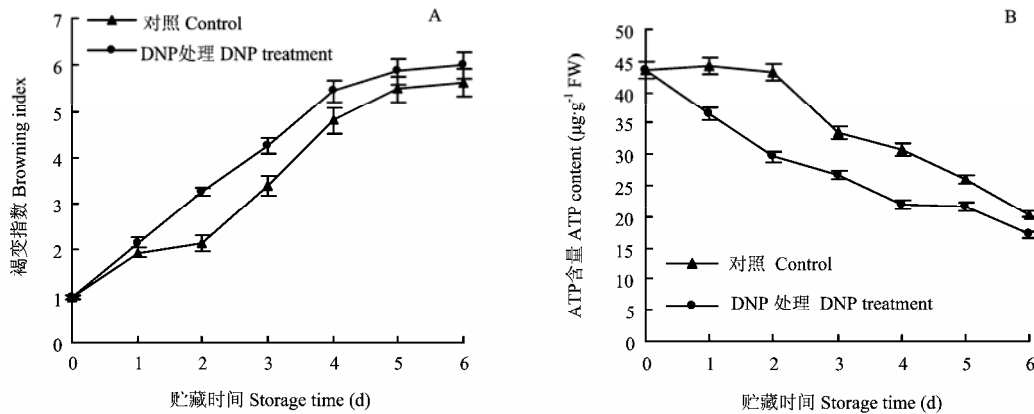 A
对照 Control
DNP处理 DNP treatment
褐变指数 Browning index
7
6
5
4
3
2
1
0
0 1 2 3 4 5 6
贮藏时间 Storage time (d)
B
ATP含量 ATP content (μg·g⁻¹ FW)
50
45
40
35
30
25
20
15
10
5
0
对照 Control
DNP 处理 DNP treatment
0 1 2 3 4 5 6
贮藏时间 Storage time (d)